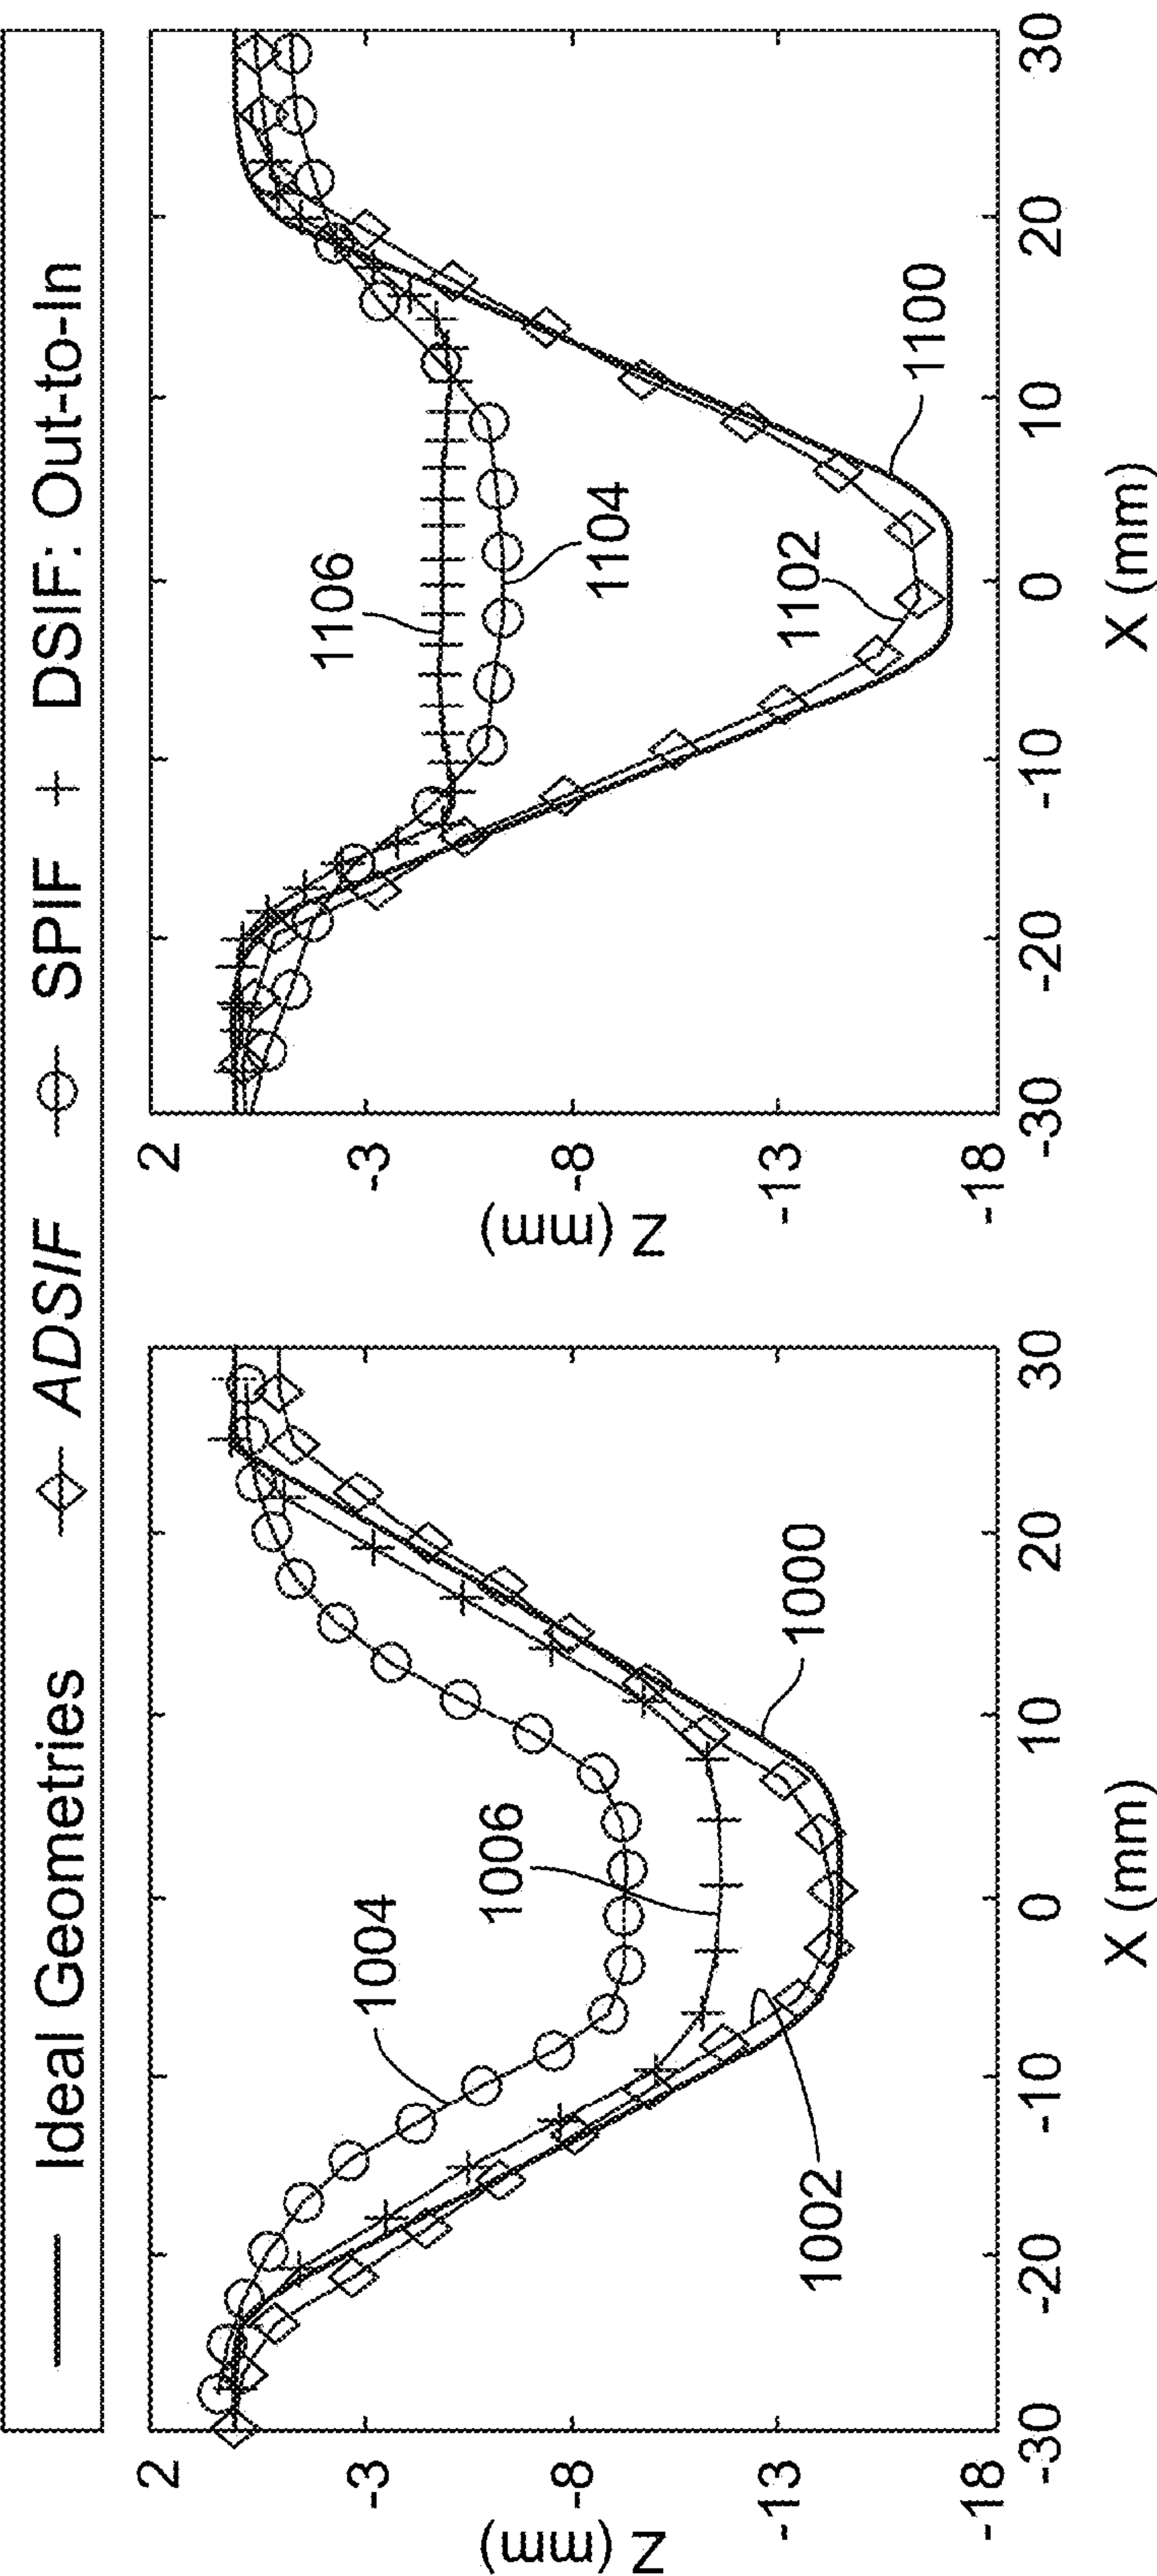 Ideal Geometries ADSIF SPIF + DSIF: Out-to-In
2
-3
-8
-13
-18
Z (mm)
-30 -20 -10 0 10 20 30
X (mm)
1004
1006
1002
1000
2
-3
-8
-13
-18
Z (mm)
-30 -20 -10 0 10 20 30
X (mm)
1106
1104
1102
1100